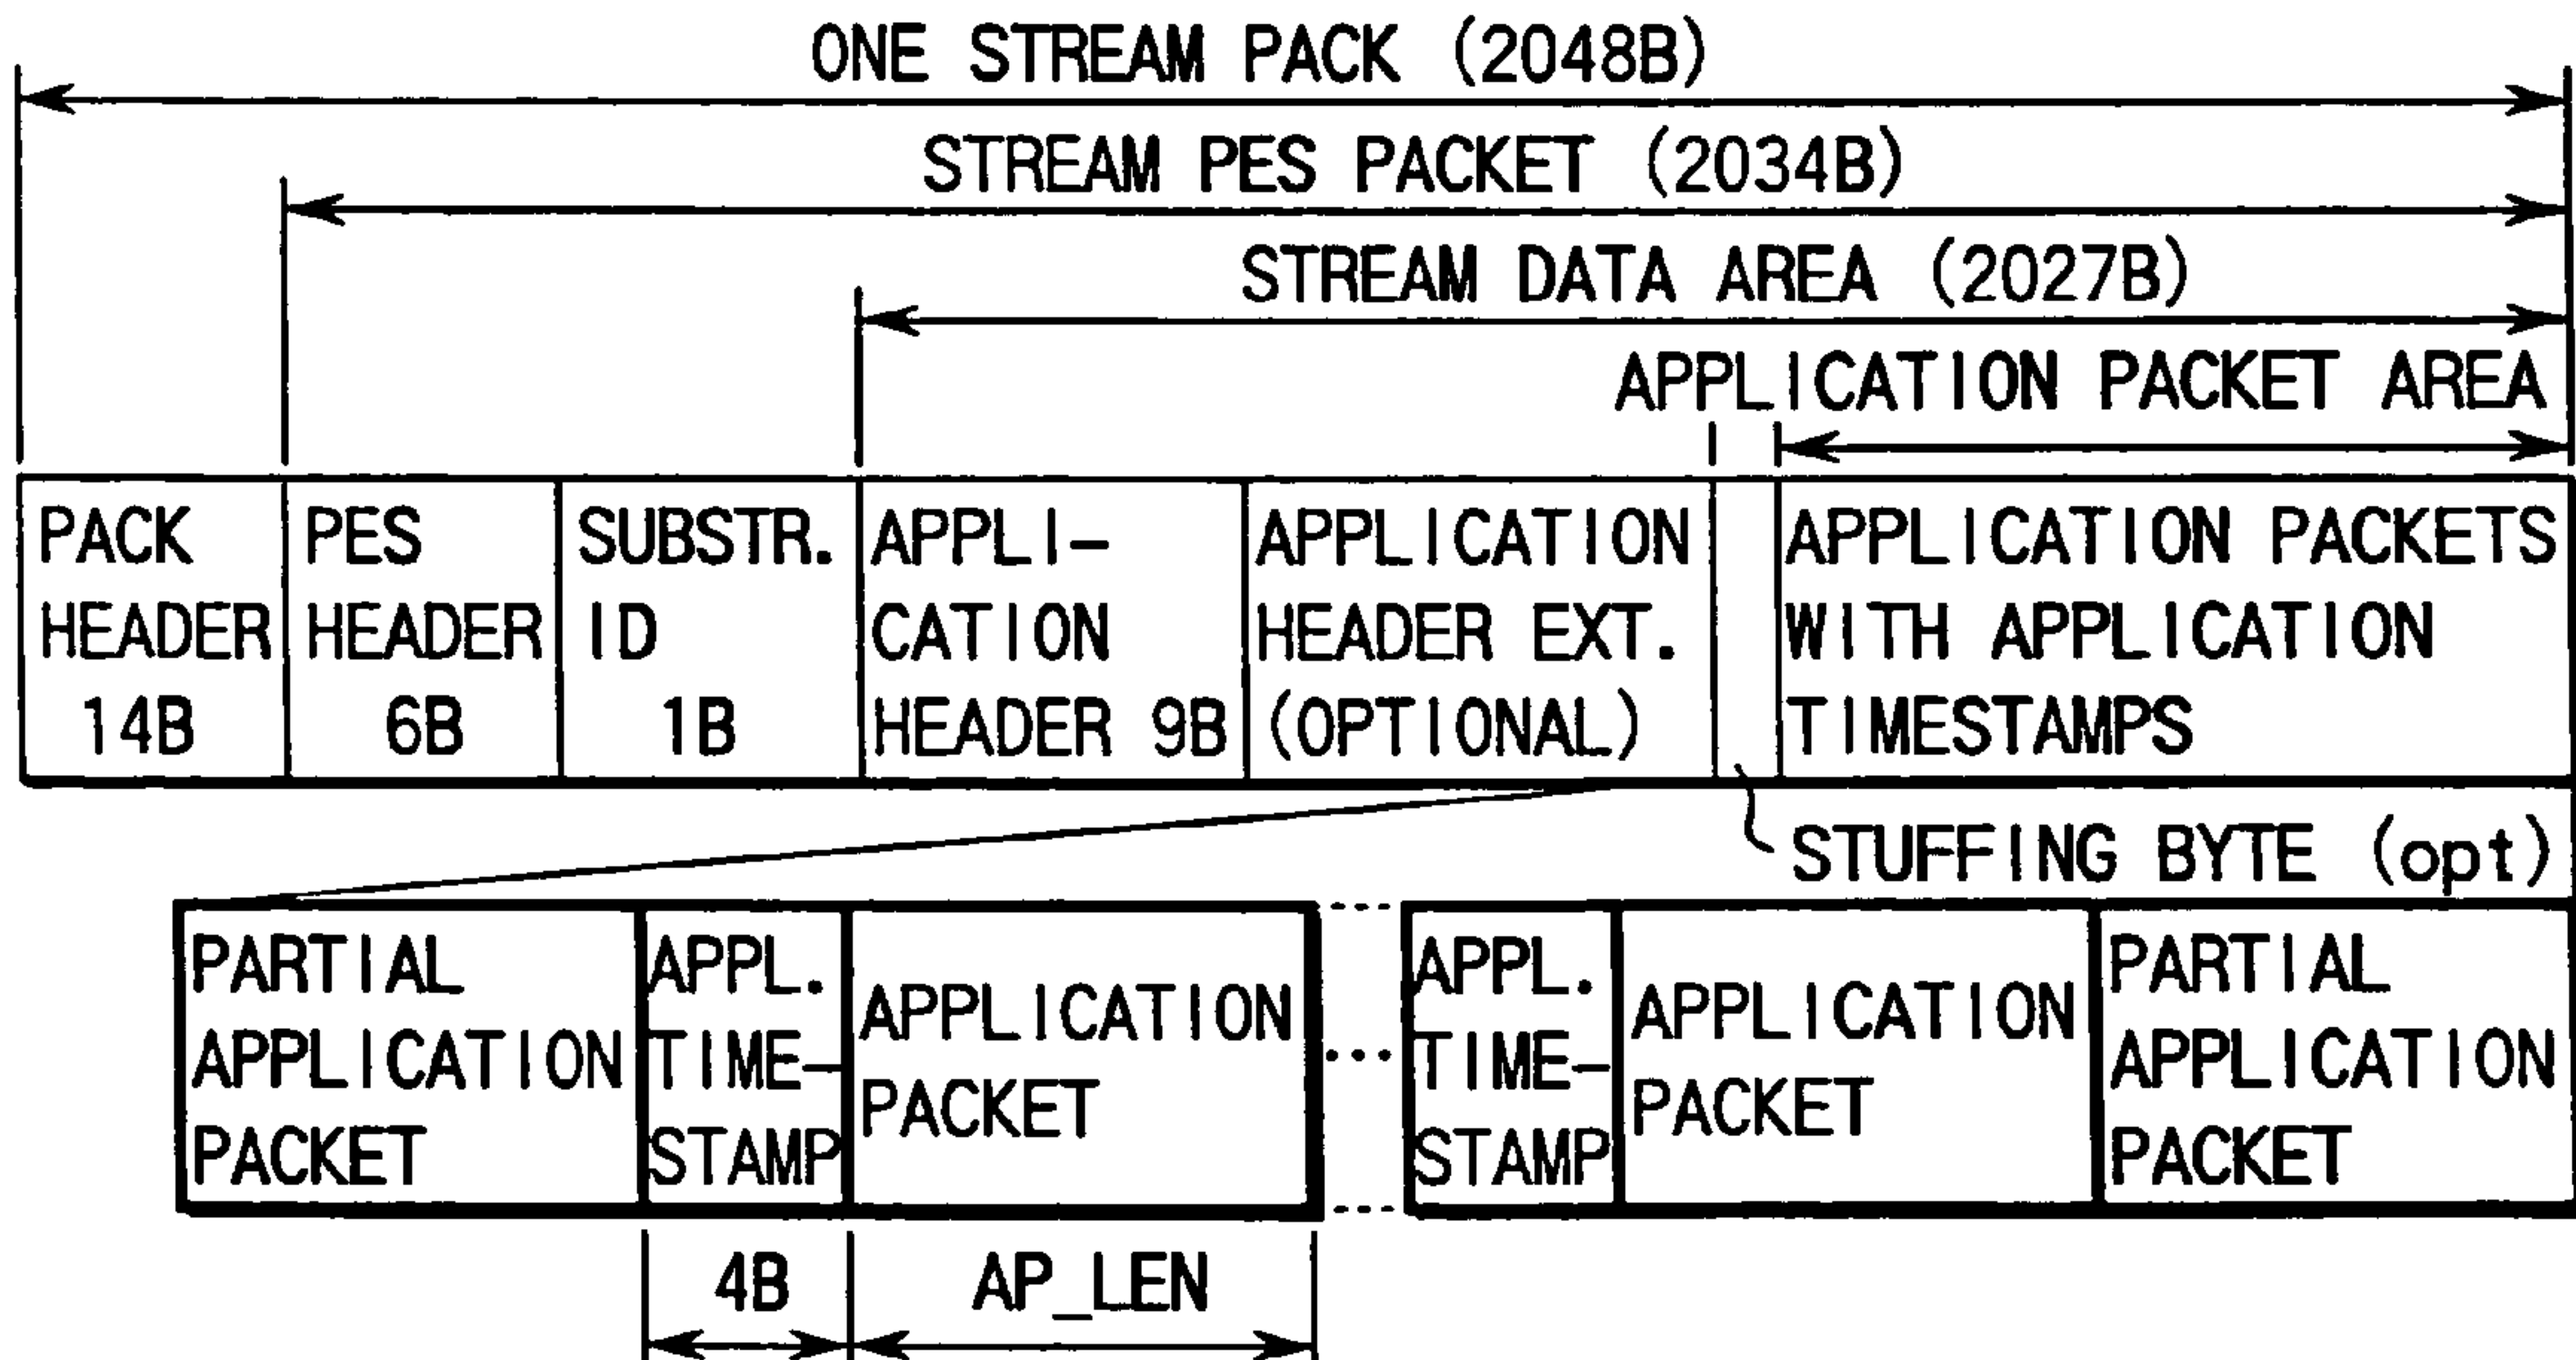 ONE STREAM PACK (2048B)
STREAM PES PACKET (2034B)
STREAM DATA AREA (2027B)
APPLICATION PACKET AREA
PACK
HEADER
14B
PES
HEADER
6B
SUBSTR.
ID
1B
APPLI-
CATION
HEADER 9B
APPLICATION
HEADER EXT.
(OPTIONAL)
APPLICATION PACKETS
WITH APPLICATION
TIMESTAMPS
STUFFING BYTE (opt)
PARTIAL
APPLICATION
PACKET
APPL.
TIME-
STAMP
APPLICATION
PACKET
...
APPL.
TIME-
STAMP
APPLICATION
PACKET
PARTIAL
APPLICATION
PACKET
4B
AP_LEN